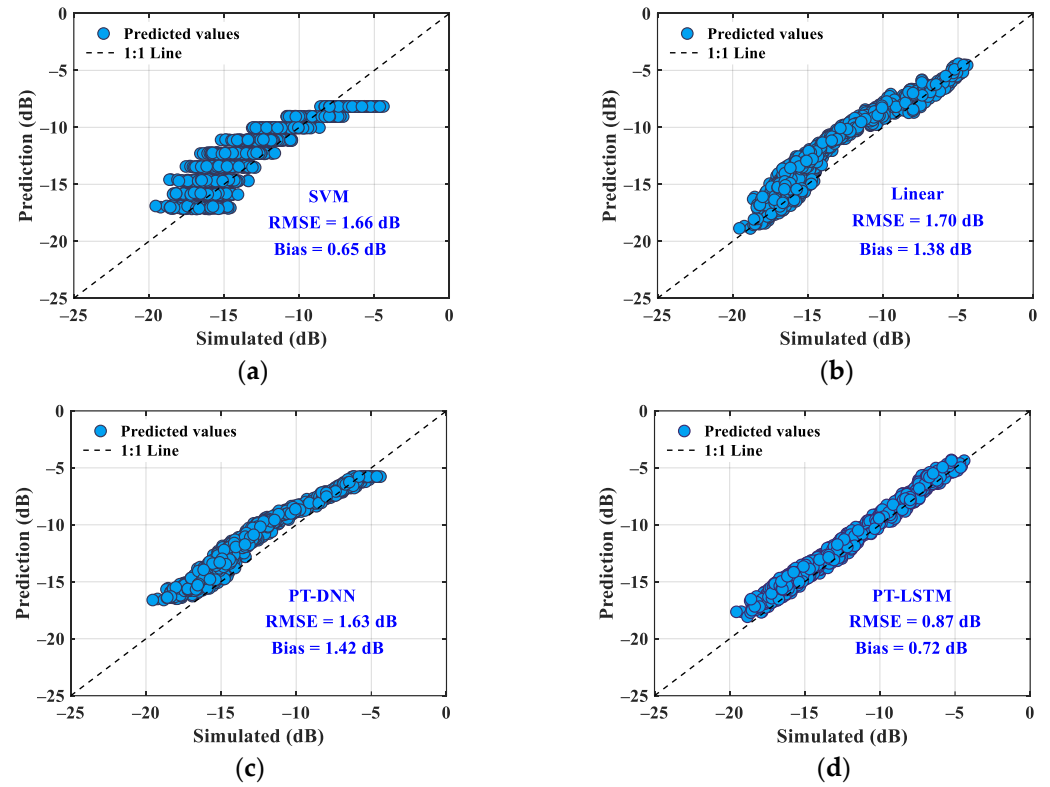 0
−5
−10
−15
−20
−25
Prediction (dB)
Predicted values
1:1 Line
SVM
RMSE = 1.66 dB
Bias = 0.65 dB
−25 −20 −15 −10 −5 0
Simulated (dB)
(a)
0
−5
−10
−15
−20
−25
Prediction (dB)
Predicted values
1:1 Line
Linear
RMSE = 1.70 dB
Bias = 1.38 dB
−25 −20 −15 −10 −5 0
Simulated (dB)
(b)
0
−5
−10
−15
−20
−25
Prediction (dB)
Predicted values
1:1 Line
PT-DNN
RMSE = 1.63 dB
Bias = 1.42 dB
−25 −20 −15 −10 −5 0
Simulated (dB)
(c)
0
−5
−10
−15
−20
−25
Prediction (dB)
Predicted values
1:1 Line
PT-LSTM
RMSE = 0.87 dB
Bias = 0.72 dB
−25 −20 −15 −10 −5 0
Simulated (dB)
(d)